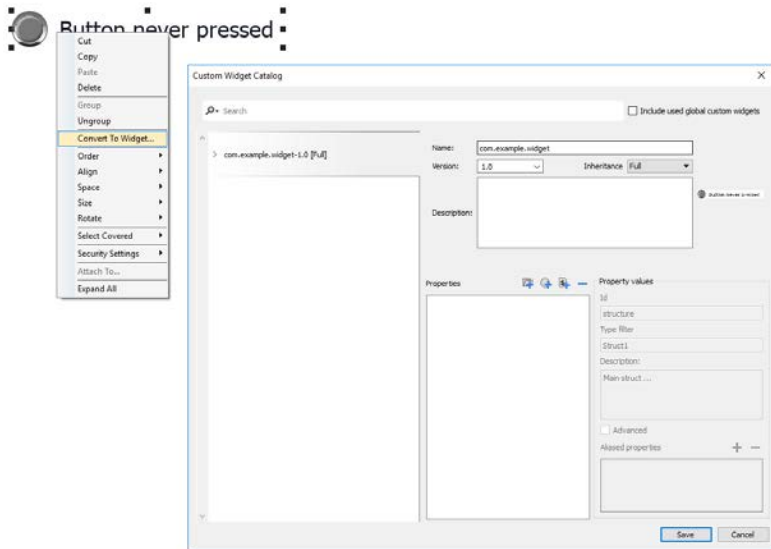 Button never pressed
Cut
Copy
Paste
Delete
Group
Ungroup
Convert To Widget...
Order
Align
Space
Size
Rotate
Select Covered
Security Settings
Attach To...
Expand All
Custom Widget Catalog
Search
Include used global custom widgets
com.example.widget-1.0 [Full]
Name: com.example.widget
Version: 1.0 Inheritance Full
Button never pressed
Description:
Properties
Property values
Id
structure
Type filter
Struct1
Description:
Main struct ...
Advanced
Aliased properties
Save Cancel